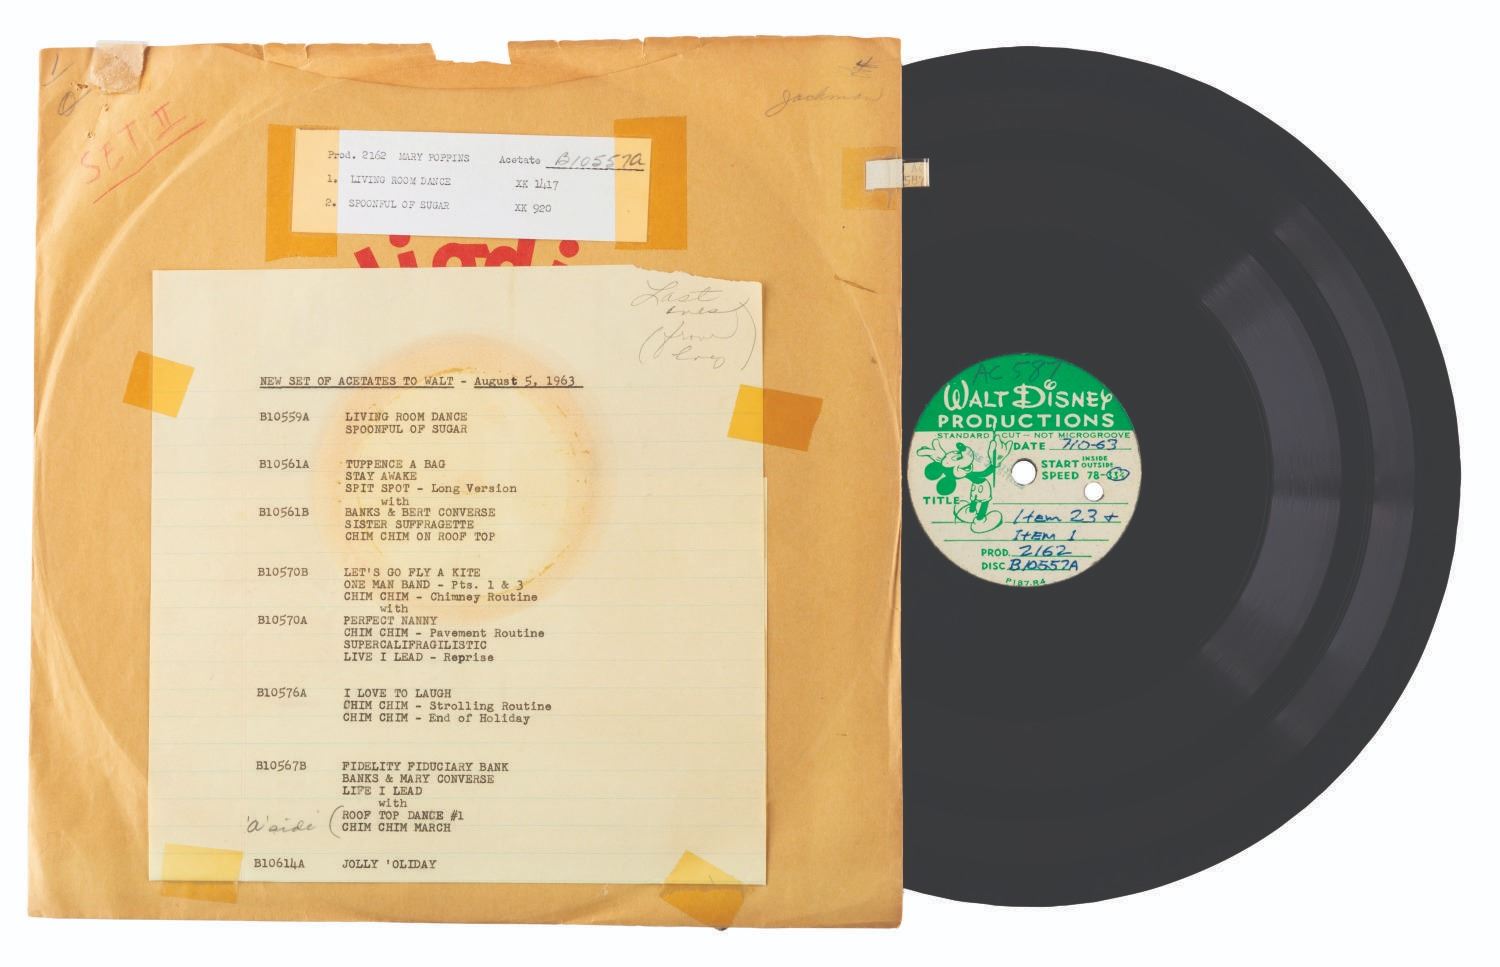 SET II
4
Jackman
Prod. 2162 MARY POPPINS Acetate B10557A
1. LIVING ROOM DANCE XK 1417
2. SPOONFUL OF SUGAR XK 920
Last
ones
(from
NEW SET OF ACETATES TO WALT - August 5, 1963
B10559A LIVING ROOM DANCE
SPOONFUL OF SUGAR
B10561A TUPPENCE A BAG
STAY AWAKE
SPIT SPOT - Long Version
with
B10561B BANKS & BERT CONVERSE
SISTER SUFFRAGETTE
CHIM CHIM ON ROOF TOP
B10570B LET'S GO FLY A KITE
ONE MAN BAND - Pts. 1 & 3
CHIM CHIM - Chimney Routine
with
B10570A PERFECT NANNY
CHIM CHIM - Pavement Routine
SUPERCALIFRAGILISTIC
LIVE I LEAD - Reprise
B10576A I LOVE TO LAUGH
CHIM CHIM - Strolling Routine
CHIM CHIM - End of Holiday
B10567B FIDELITY FIDUCIARY BANK
BANKS & MARY CONVERSE
LIFE I LEAD
with
'a' side ( ROOF TOP DANCE #1
CHIM CHIM MARCH
B10614A JOLLY 'OLIDAY
AC
587
AC 587
WALT DISNEY
PRODUCTIONS
STANDARD CUT - NOT MICROGROOVE
DATE 7-10-63
START INSIDE OUTSIDE
SPEED 78-33⅓
TITLE
Item 23 +
ITEM 1
PROD. 2162
DISC B10557A
P187.R4